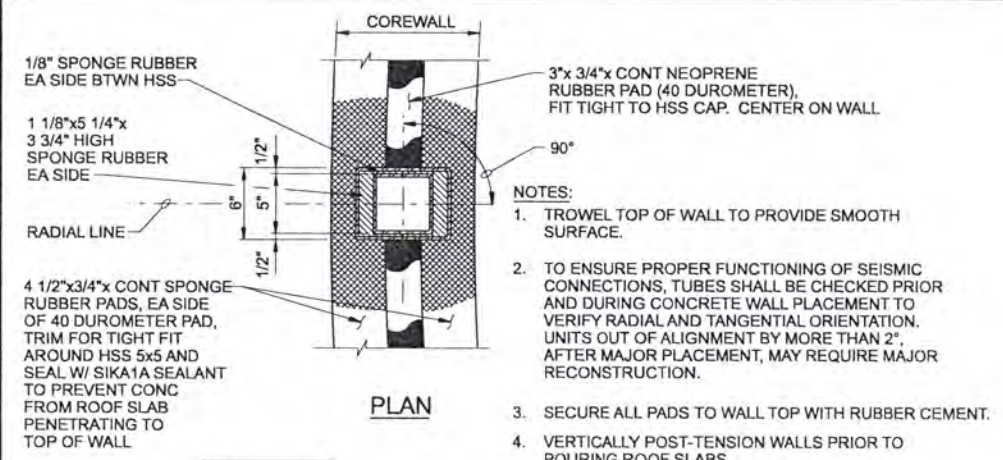 COREWALL
1/8" SPONGE RUBBER
EA SIDE BTWN HSS
3"x 3/4"x CONT NEOPRENE
RUBBER PAD (40 DUROMETER),
FIT TIGHT TO HSS CAP. CENTER ON WALL
1 1/8"x5 1/4"x
3 3/4" HIGH
SPONGE RUBBER
EA SIDE
1/2"
90°
6"
5"
1/2"
RADIAL LINE
4 1/2"x3/4"x CONT SPONGE
RUBBER PADS, EA SIDE
OF 40 DUROMETER PAD,
TRIM FOR TIGHT FIT
AROUND HSS 5x5 AND
SEAL W/ SIKA1A SEALANT
TO PREVENT CONC
FROM ROOF SLAB
PENETRATING TO
TOP OF WALL
PLAN
NOTES:
1. TROWEL TOP OF WALL TO PROVIDE SMOOTH
SURFACE.
2. TO ENSURE PROPER FUNCTIONING OF SEISMIC
CONNECTIONS, TUBES SHALL BE CHECKED PRIOR
AND DURING CONCRETE WALL PLACEMENT TO
VERIFY RADIAL AND TANGENTIAL ORIENTATION.
UNITS OUT OF ALIGNMENT BY MORE THAN 2°,
AFTER MAJOR PLACEMENT, MAY REQUIRE MAJOR
RECONSTRUCTION.
3. SECURE ALL PADS TO WALL TOP WITH RUBBER CEMENT.
4. VERTICALLY POST-TENSION WALLS PRIOR TO
POURING ROOF SLABS